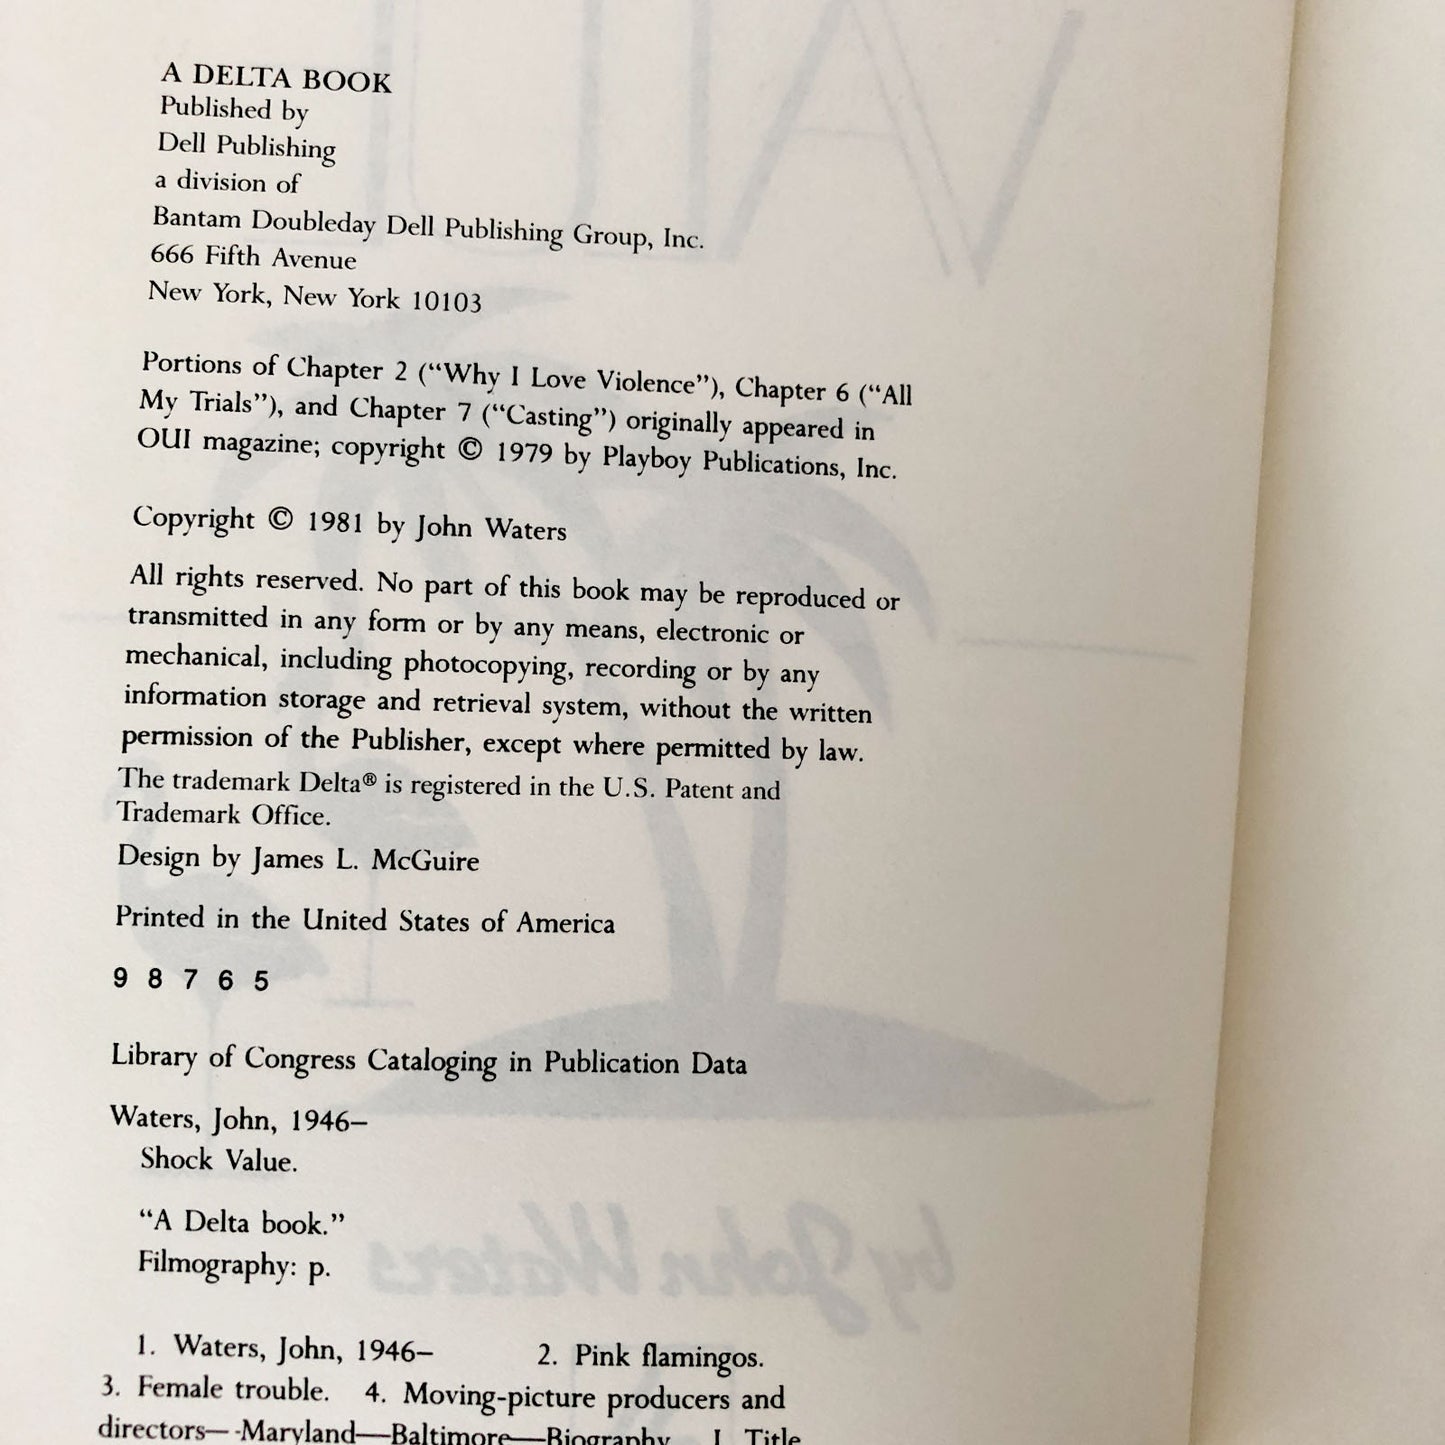 A DELTA BOOK
Published by
Dell Publishing
a division of
Bantam Doubleday Dell Publishing Group, Inc.
666 Fifth Avenue
New York, New York 10103
Portions of Chapter 2 (“Why I Love Violence”), Chapter 6 (“All
My Trials”), and Chapter 7 (“Casting”) originally appeared in
OUI magazine; copyright © 1979 by Playboy Publications, Inc.
Copyright © 1981 by John Waters
All rights reserved. No part of this book may be reproduced or
transmitted in any form or by any means, electronic or
mechanical, including photocopying, recording or by any
information storage and retrieval system, without the written
permission of the Publisher, except where permitted by law.
The trademark Delta® is registered in the U.S. Patent and
Trademark Office.
Design by James L. McGuire
Printed in the United States of America
9 8 7 6 5
Library of Congress Cataloging in Publication Data
Waters, John, 1946–
Shock Value.
“A Delta book.”
Filmography: p.
by John Waters
1. Waters, John, 1946– 2. Pink flamingos.
3. Female trouble. 4. Moving-picture producers and
directors— -Maryland—Baltimore—Biography. I. Title